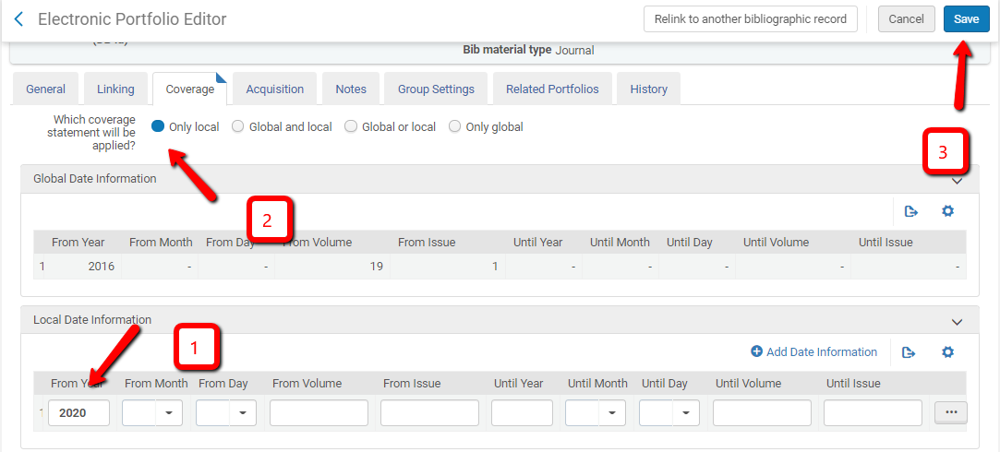 Electronic Portfolio Editor
Relink to another bibliographic record
Cancel
Save
Bib material type Journal
General Linking Coverage Acquisition Notes Group Settings Related Portfolios History
Which coverage
statement will be
applied?
Only local Global and local Global or local Only global
3
Global Date Information
2
From Year From Month From Day From Volume From Issue Until Year Until Month Until Day Until Volume Until Issue
1 2016 - - 19 1 - - - - -
Local Date Information
1
Add Date Information
From Year From Month From Day From Volume From Issue Until Year Until Month Until Day Until Volume Until Issue
1 2020